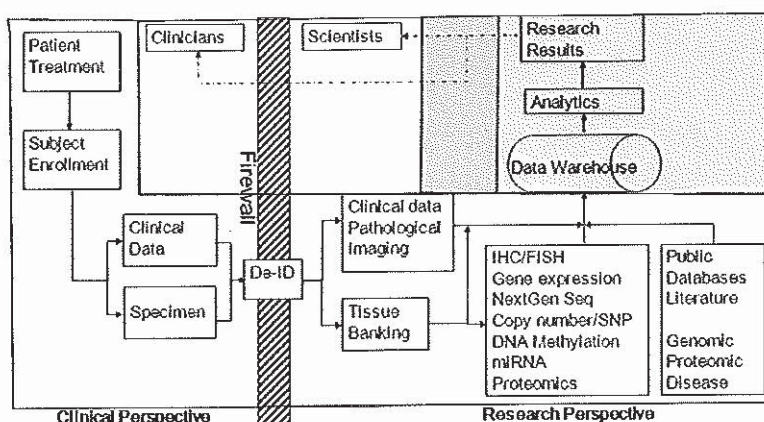 Patient
Treatment
Clinicians
Scientists
Research
Results
Analytics
Subject
Enrollment
Firewall
Data Warehouse
Clinical
Data
Specimen
De-ID
Clinical data
Pathological
Imaging
Tissue
Banking
IHC/FISH
Gene expression
NextGen Seq
Copy number/SNP
DNA Methylation
miRNA
Proteomics
Public
Databases
Literature
Genomic
Proteomic
Disease
Clinical Perspective
Research Perspective